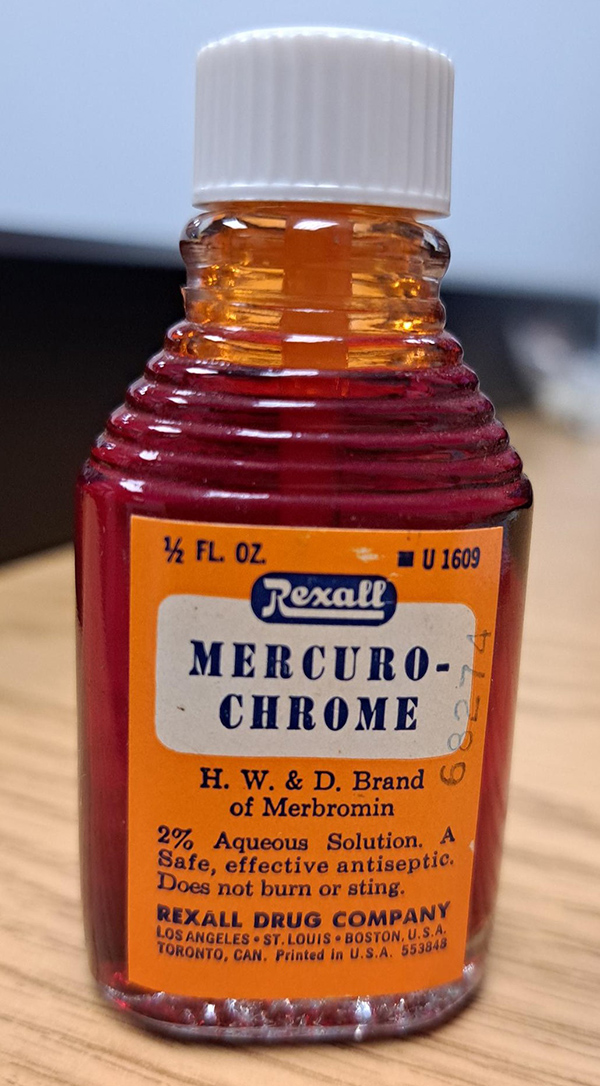 ½ FL. OZ. ■ U 1609
Rexall
MERCURO-
CHROME
68274
H. W. & D. Brand
of Merbromin
2% Aqueous Solution. A
Safe, effective antiseptic.
Does not burn or sting.
REXALL DRUG COMPANY
LOS ANGELES • ST. LOUIS • BOSTON, U.S.A.
TORONTO, CAN. Printed in U.S.A. 553848